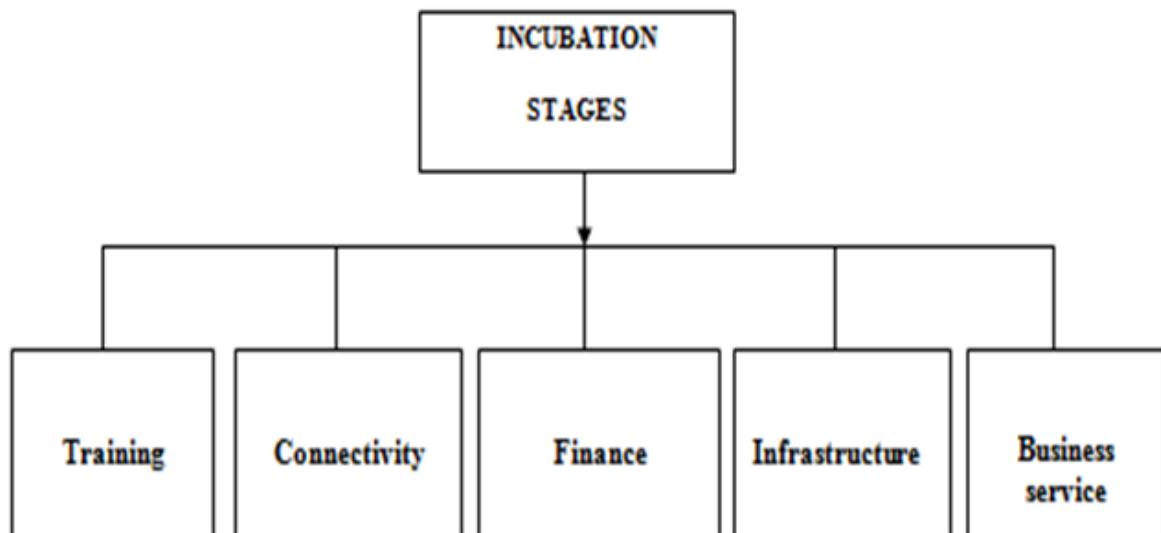 INCUBATION
STAGES
Training
Connectivity
Finance
Infrastructure
Business
service